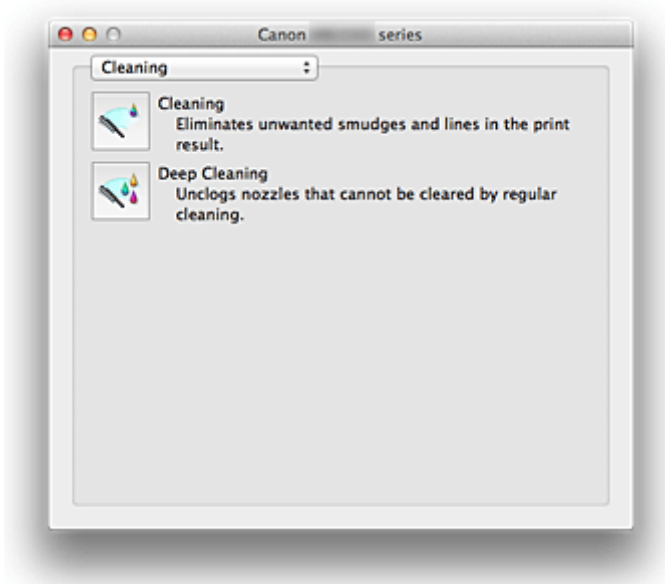 Canon series
Cleaning
Cleaning
Eliminates unwanted smudges and lines in the print
result.
Deep Cleaning
Unclogs nozzles that cannot be cleared by regular
cleaning.